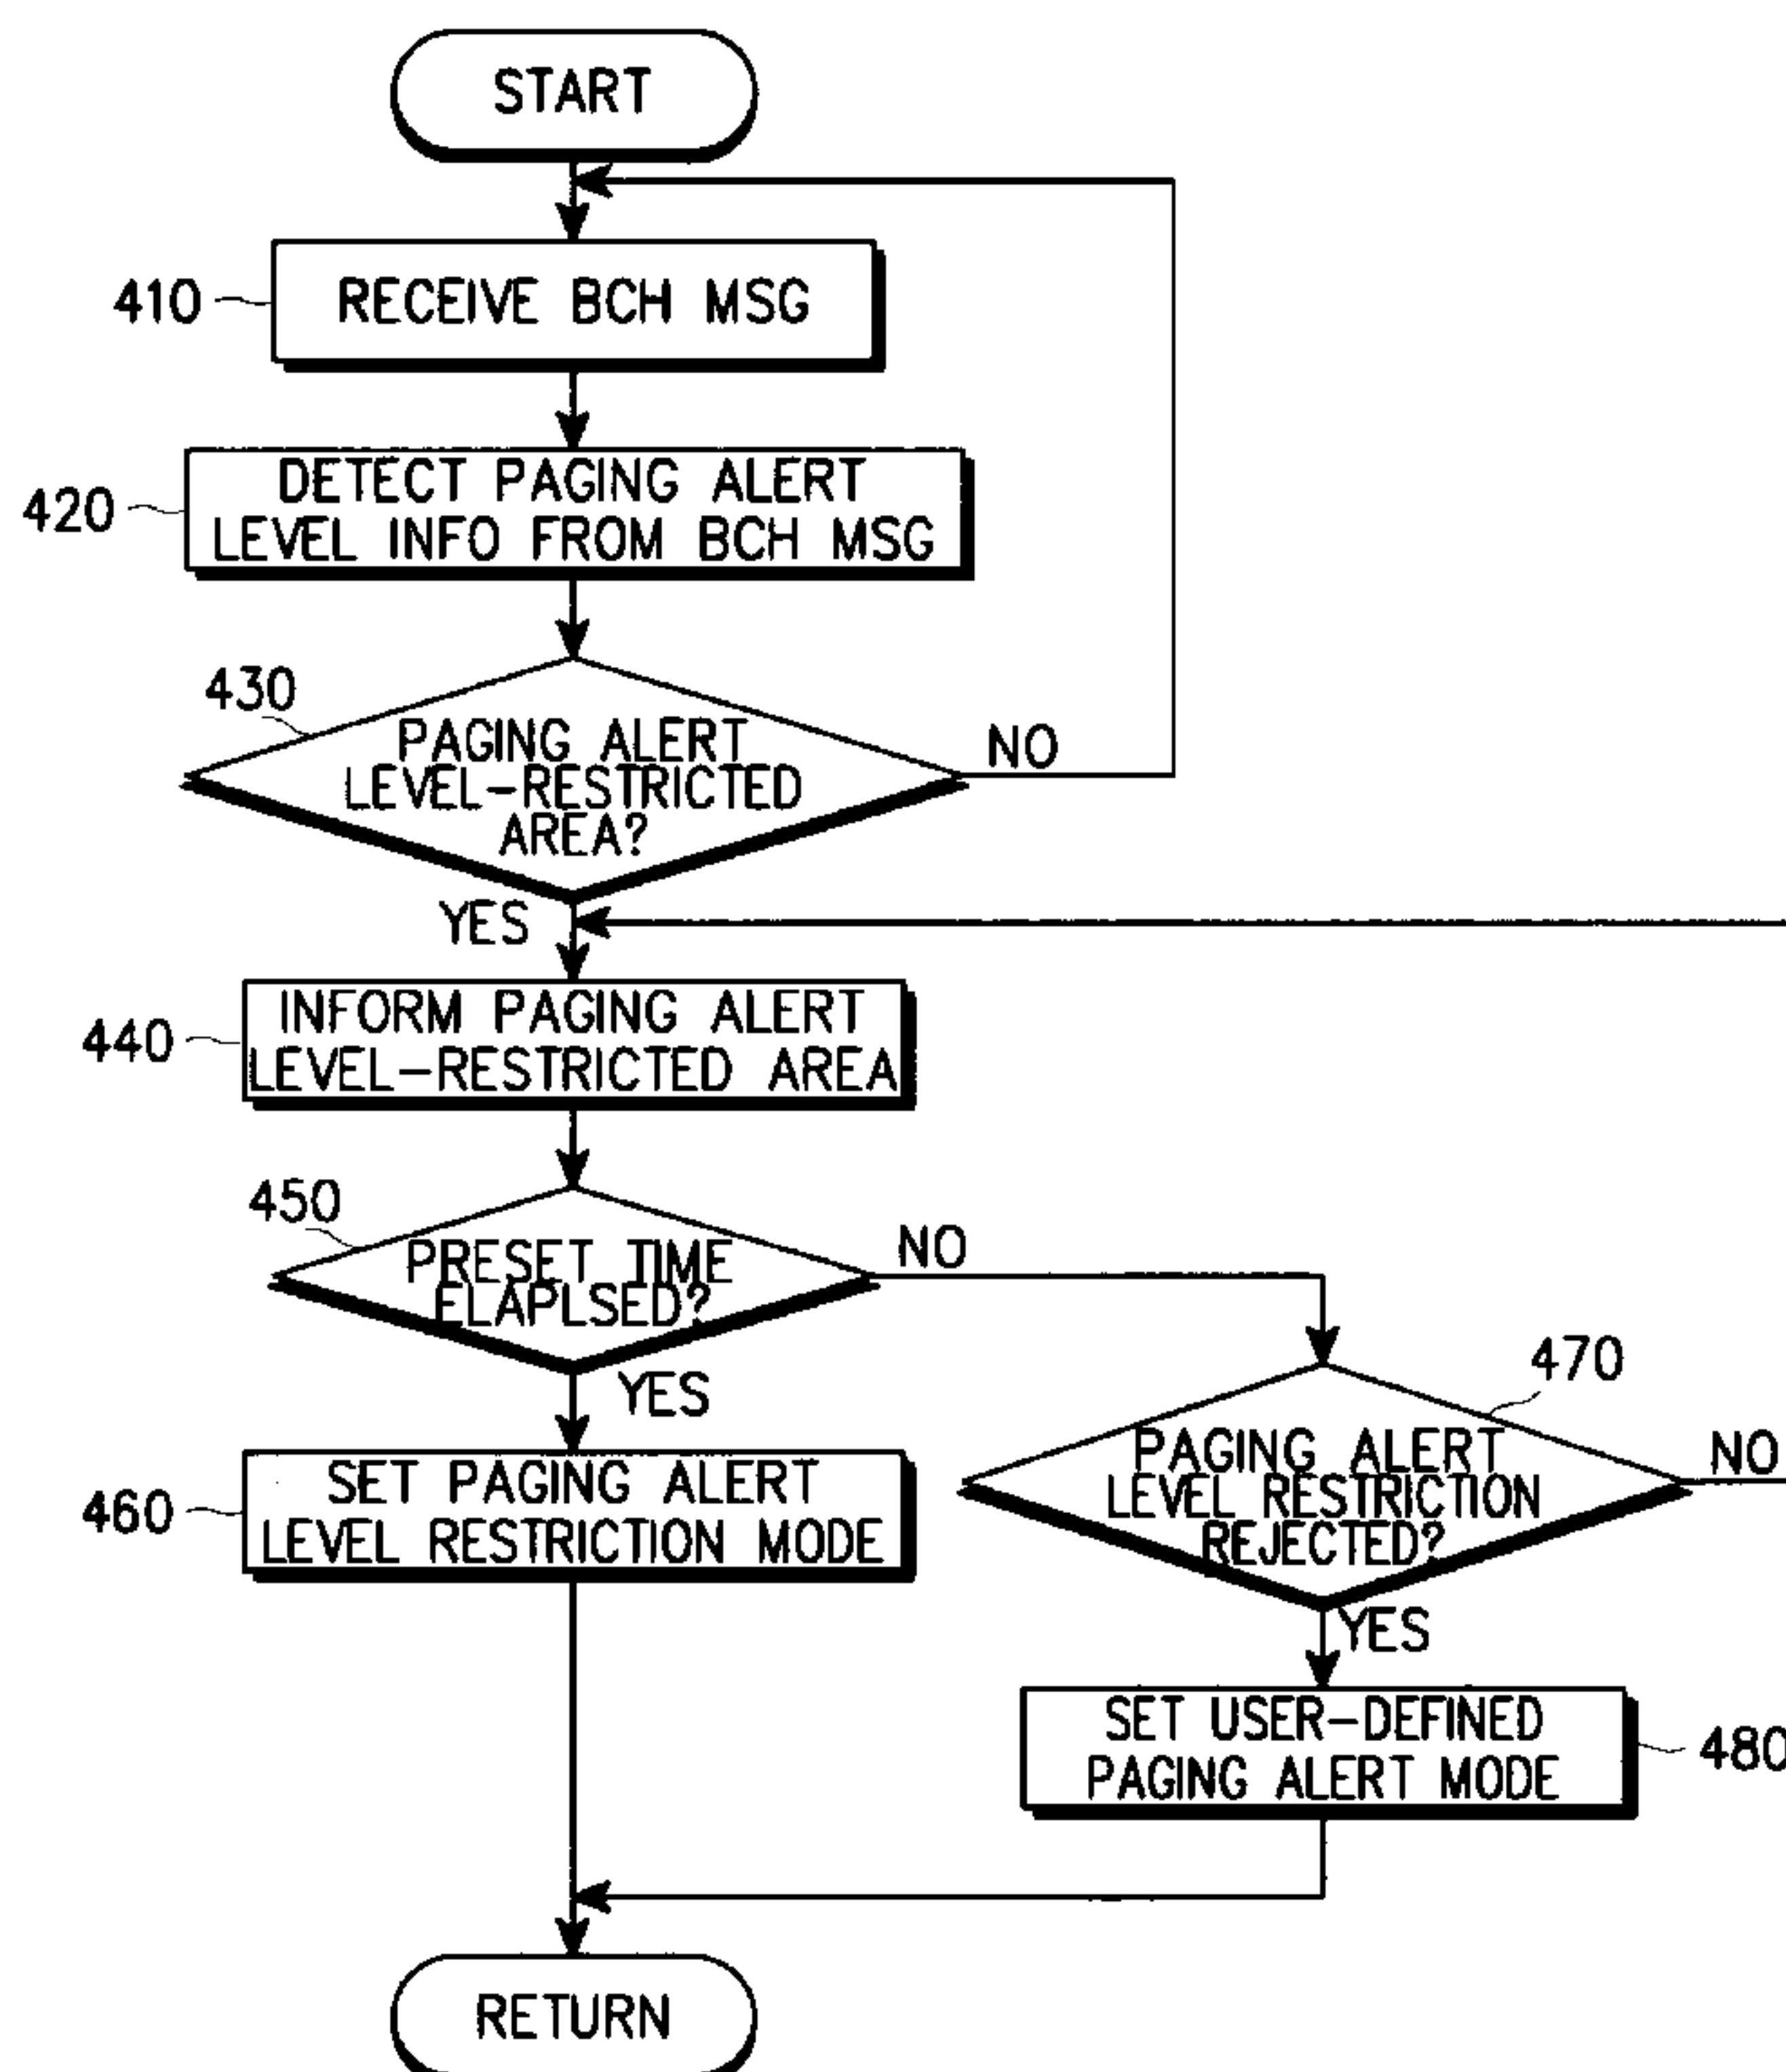 START
410
RECEIVE BCH MSG
420
DETECT PAGING ALERT
LEVEL INFO FROM BCH MSG
430
PAGING ALERT
LEVEL-RESTRICTED
AREA?
NO
YES
440
INFORM PAGING ALERT
LEVEL-RESTRICTED AREA
450
PRESET TIME
ELAPLSED?
NO
YES
470
PAGING ALERT
LEVEL RESTRICTION
REJECTED?
NO
460
SET PAGING ALERT
LEVEL RESTRICTION MODE
YES
SET USER-DEFINED
PAGING ALERT MODE
480
RETURN